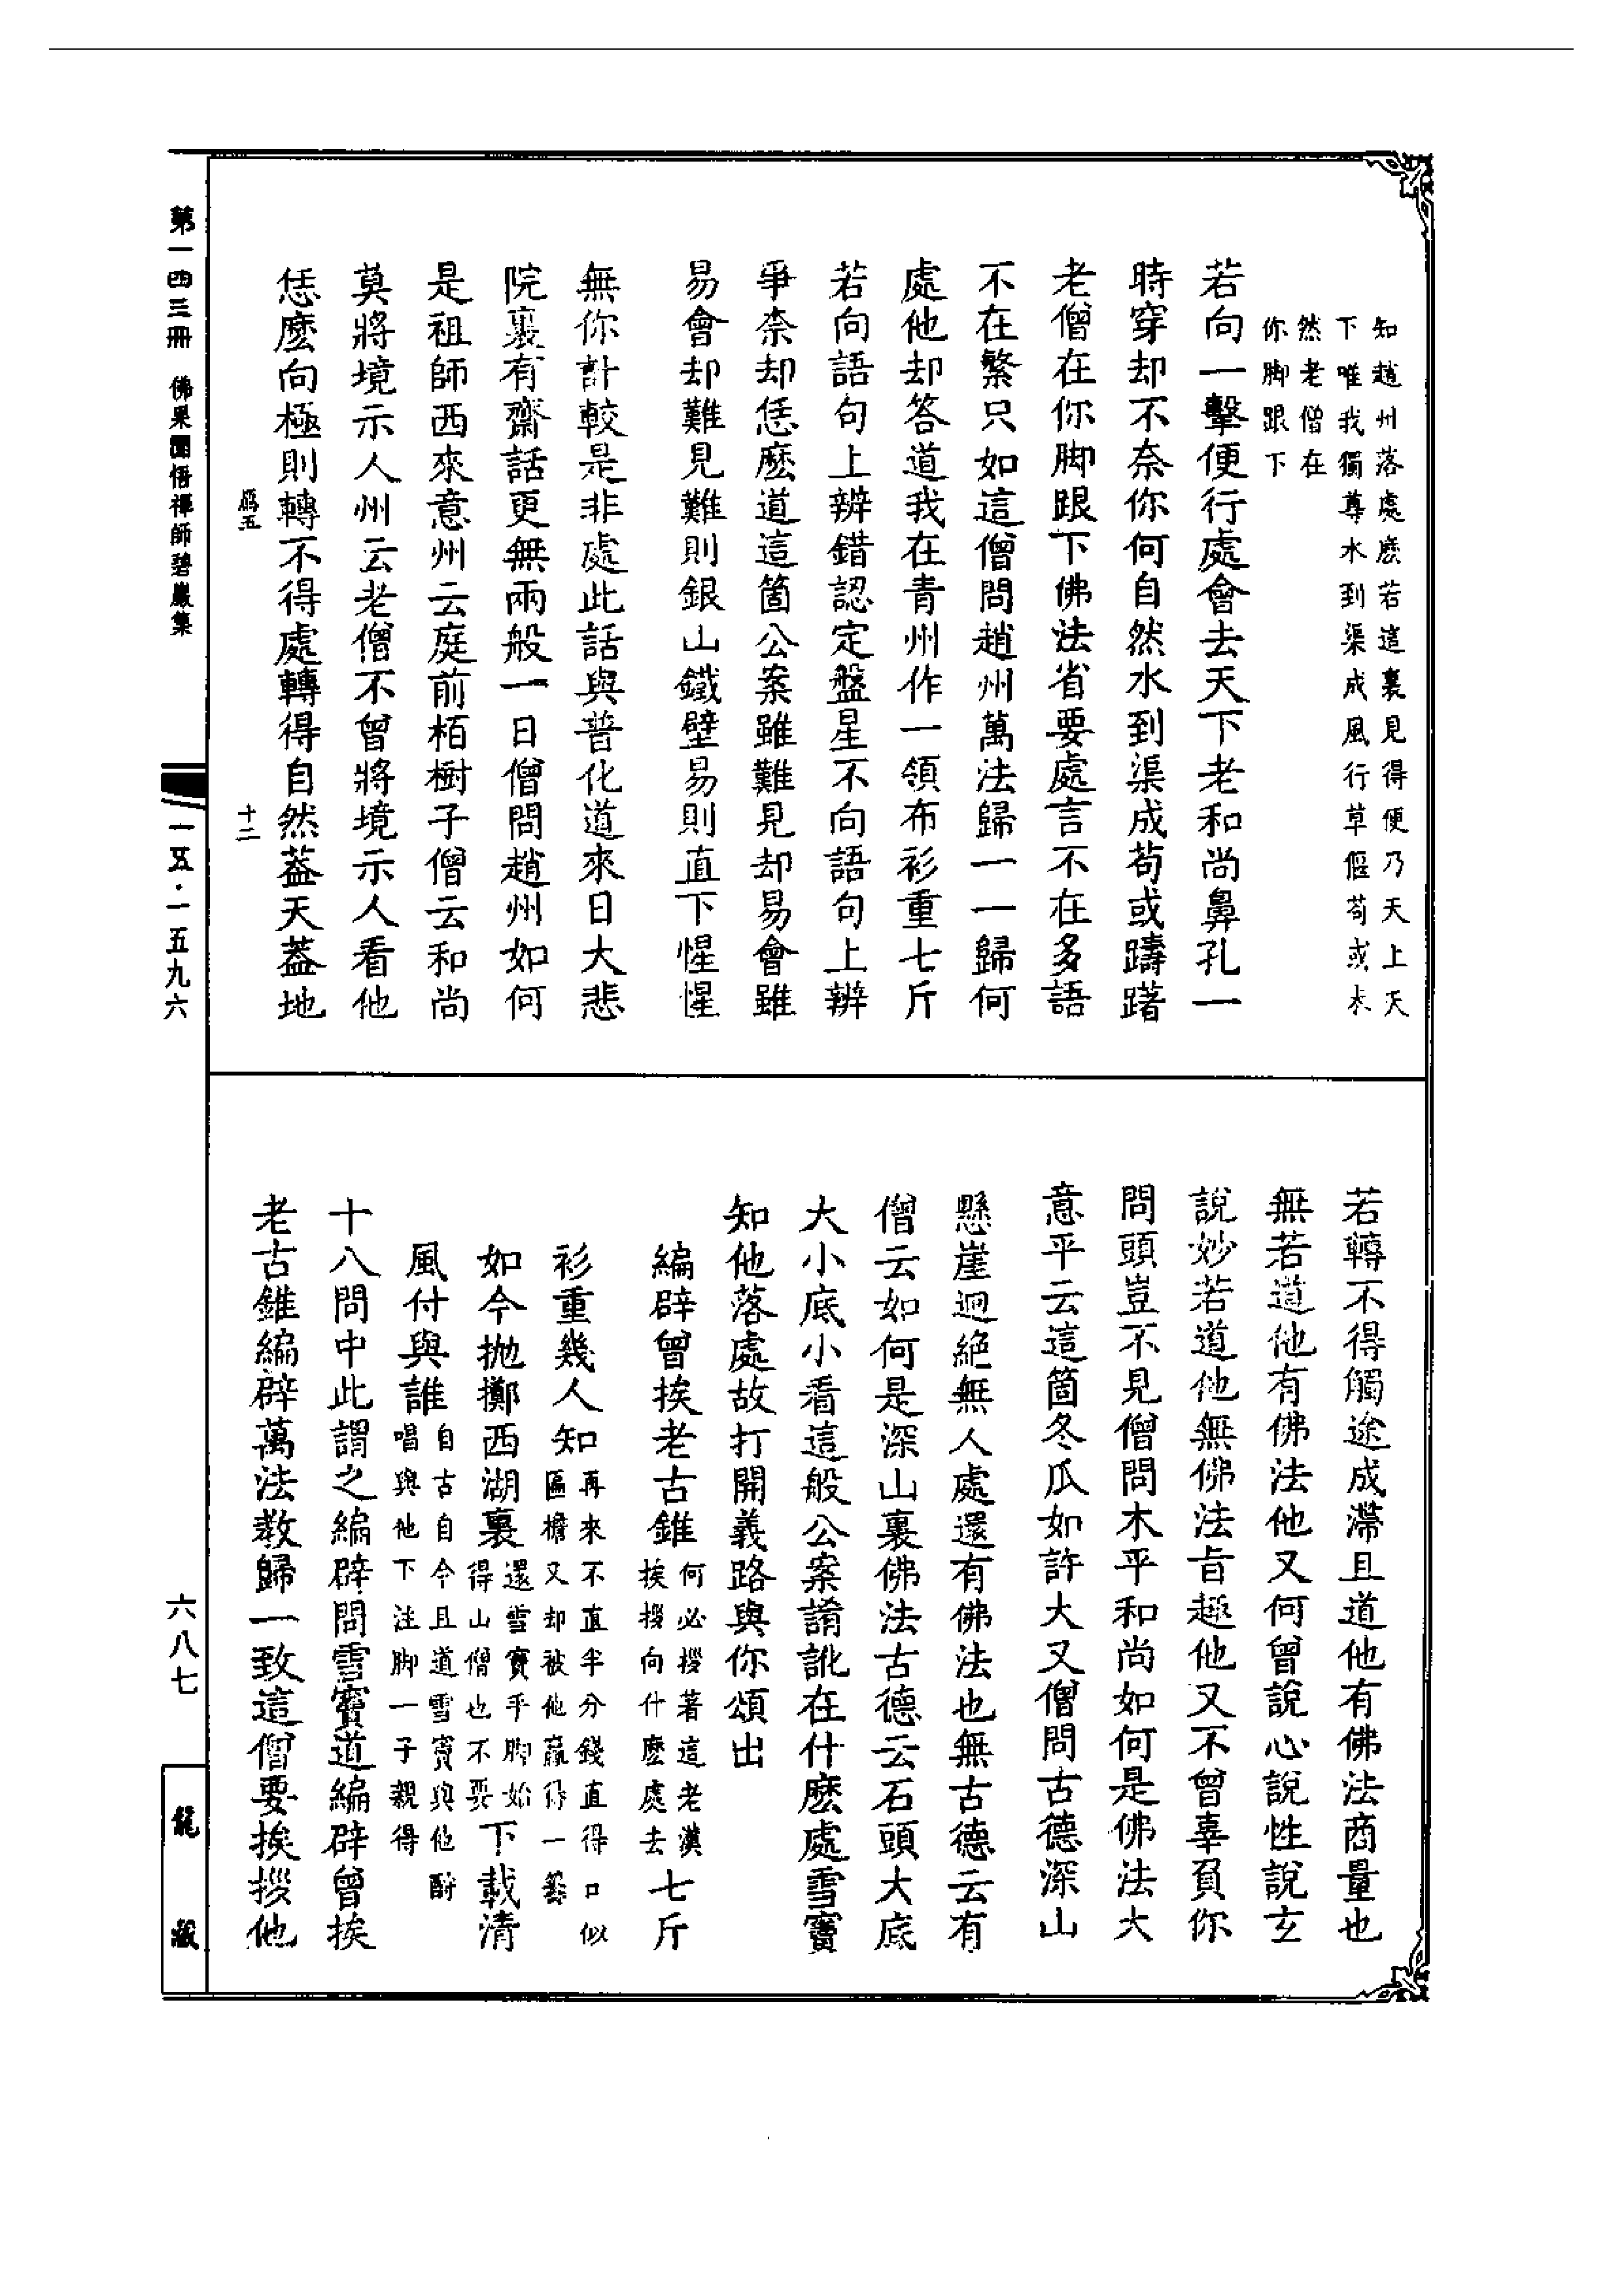 知趙州落處麽若這裏見得便乃天上天
下唯我獨尊水到渠成風行草偃苟或未
然老僧在
你脚跟下
若向一擊便行處會去天下老和尚鼻孔一
時穿却不奈你何自然水到渠成苟或躊躇
老僧在你脚跟下佛法省要處言不在多語
不在繁只如這僧問趙州萬法歸一一歸何
處他却答道我在青州作一領布衫重七斤
若向語句上辨錯認定盤星不向語句上辨
爭柰却恁麽道這箇公案雖難見却易會雖
易會却難見難則銀山鐵壁易則直下惺惺
無你計較是非處此話與普化道來日大悲
院裏有齋話更無兩般一日僧問趙州如何
是祖師西來意州云庭前栢樹子僧云和尚
莫將境示人州云老僧不曾將境示人看他
恁麽向極則轉不得處轉得自然葢天葢地
鴈五
十二
若轉不得觸途成滯且道他有佛法商量也
無若道他有佛法他又何曾說心說性說玄
說妙若道他無佛法旨趣他又不曾辜負你
問頭豈不見僧問木平和尚如何是佛法大
意平云這箇冬瓜如許大又僧問古德深山
懸崖迥絕無人處還有佛法也無古德云有
僧云如何是深山裏佛法古德云石頭大底
大小底小看這般公案誵訛在什麽處雪竇
知他落處故打開義路與你頌出
編辟曾挨老古錐
何必拶著這老漢
挨拶向什麽處去
七斤
衫重幾人知
再來不直半分錢直得口似
匾檐又却被他贏得一籌
如今拋擲西湖裏
還雪竇手脚始
得山僧也不要
下載清
風付與誰
自古自今且道雪竇與他酬
唱與他下注脚一子親得
十八問中此謂之編辟問雪竇道編辟曾挨
老古錐編辟萬法教歸一致這僧要挨拶他
第一四三冊 佛果圜悟禪師碧巖集
一五·一五九六
六八七
龍藏